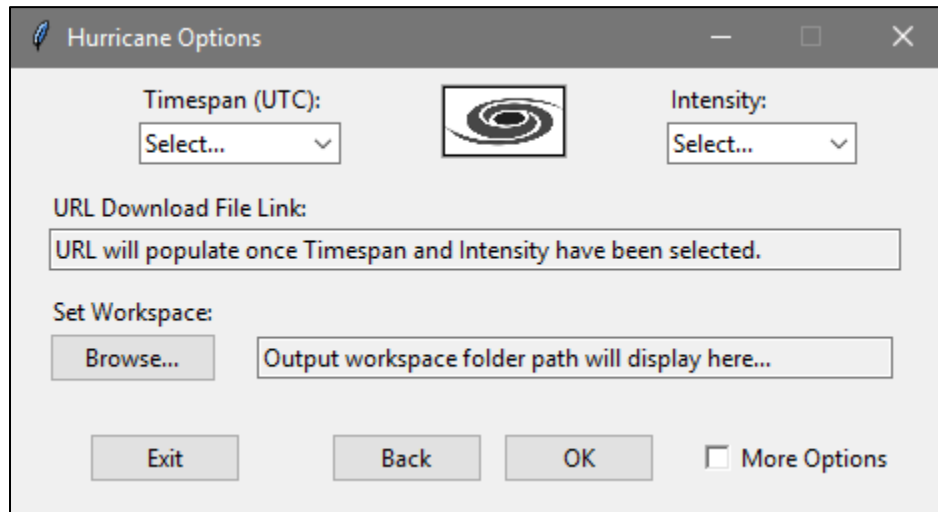 Hurricane Options
Timespan (UTC):
Intensity:
Select...
Select...
URL Download File Link:
URL will populate once Timespan and Intensity have been selected.
Set Workspace:
Browse...
Output workspace folder path will display here...
Exit
Back
OK
More Options